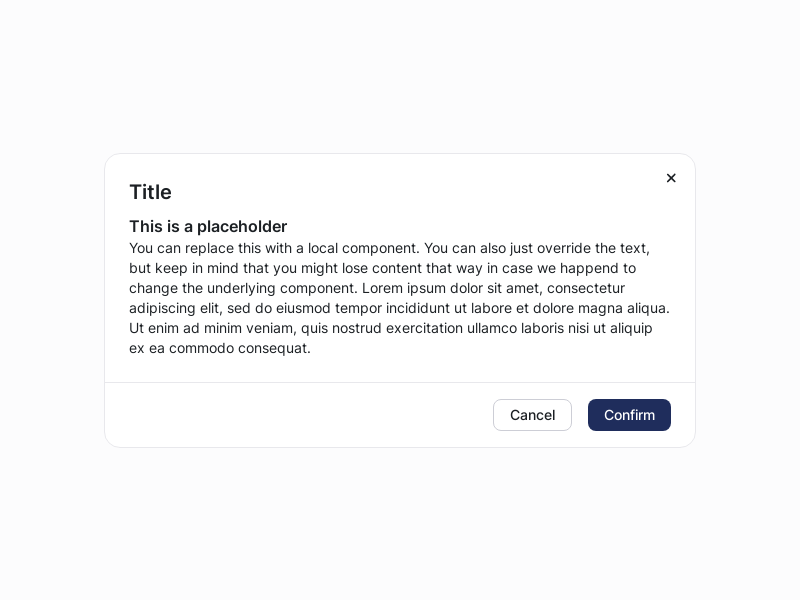 Title
This is a placeholder
You can replace this with a local component. You can also just override the text,
but keep in mind that you might lose content that way in case we happend to
change the underlying component. Lorem ipsum dolor sit amet, consectetur
adipiscing elit, sed do eiusmod tempor incididunt ut labore et dolore magna aliqua.
Ut enim ad minim veniam, quis nostrud exercitation ullamco laboris nisi ut aliquip
ex ea commodo consequat.
Cancel
Confirm